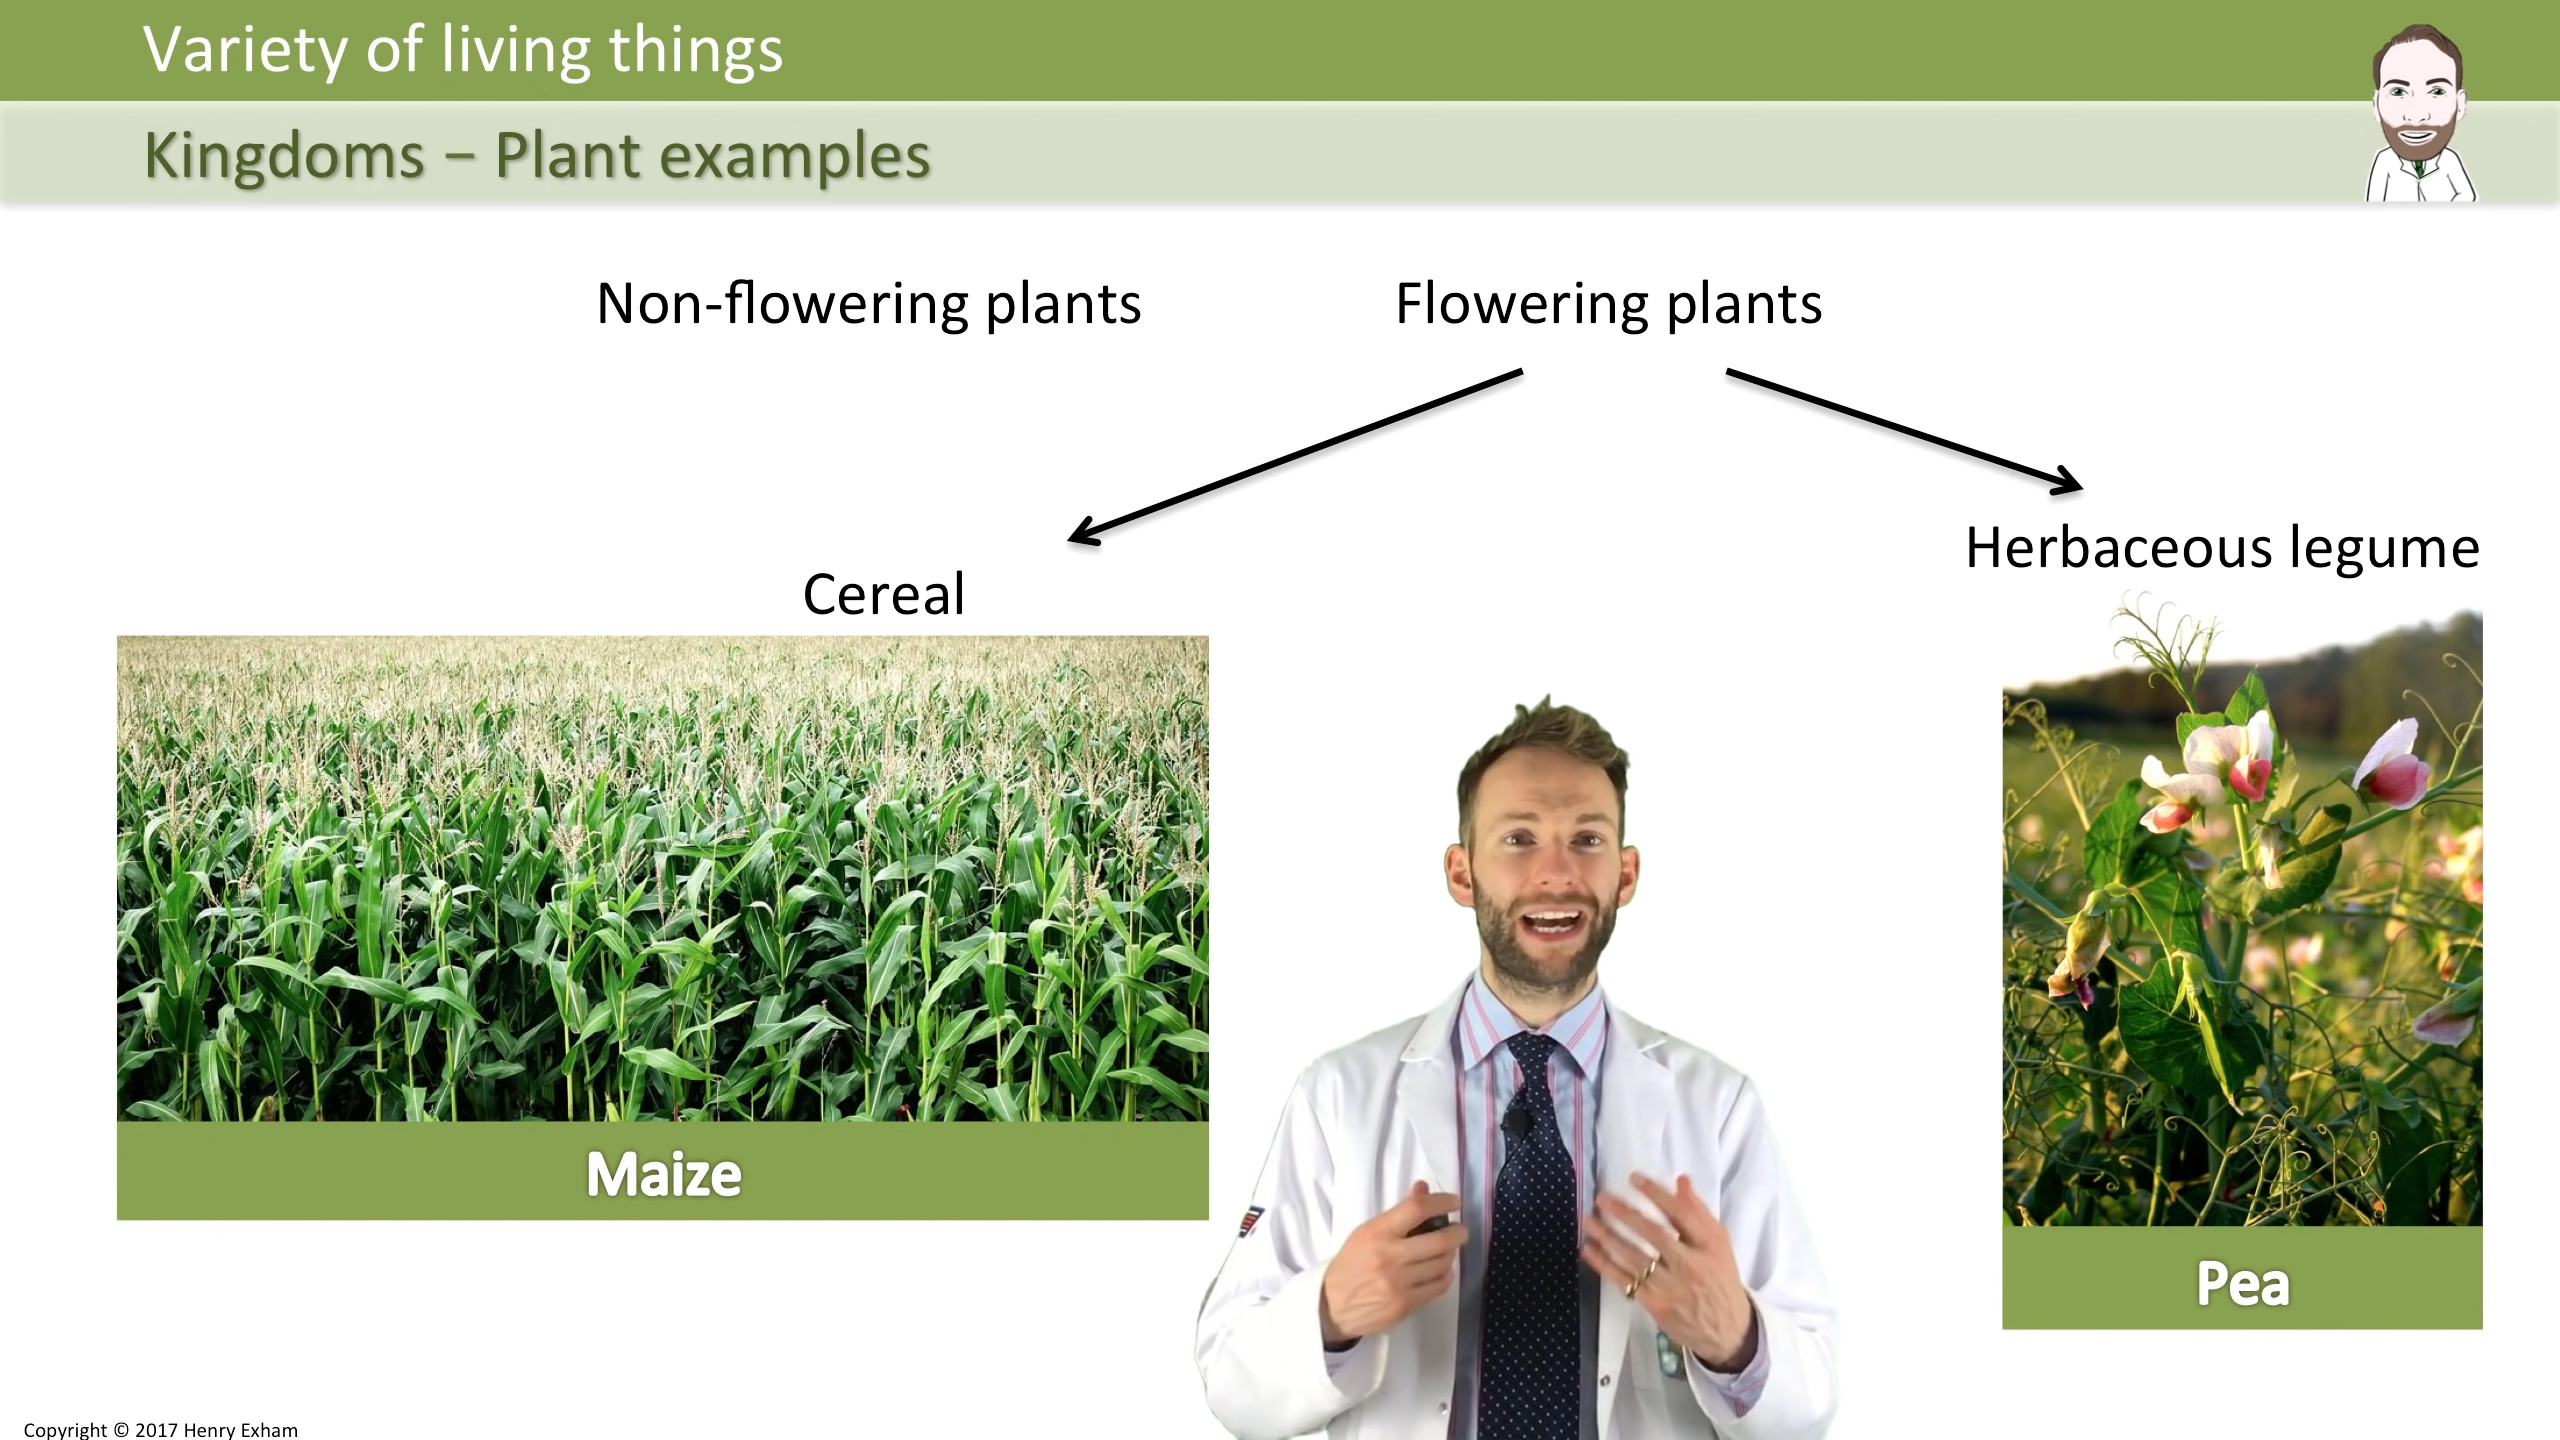 Variety of living things
Kingdoms – Plant examples
Non-flowering plants
Flowering plants
Cereal
Herbaceous legume
Maize
Pea
Copyright © 2017 Henry Exham